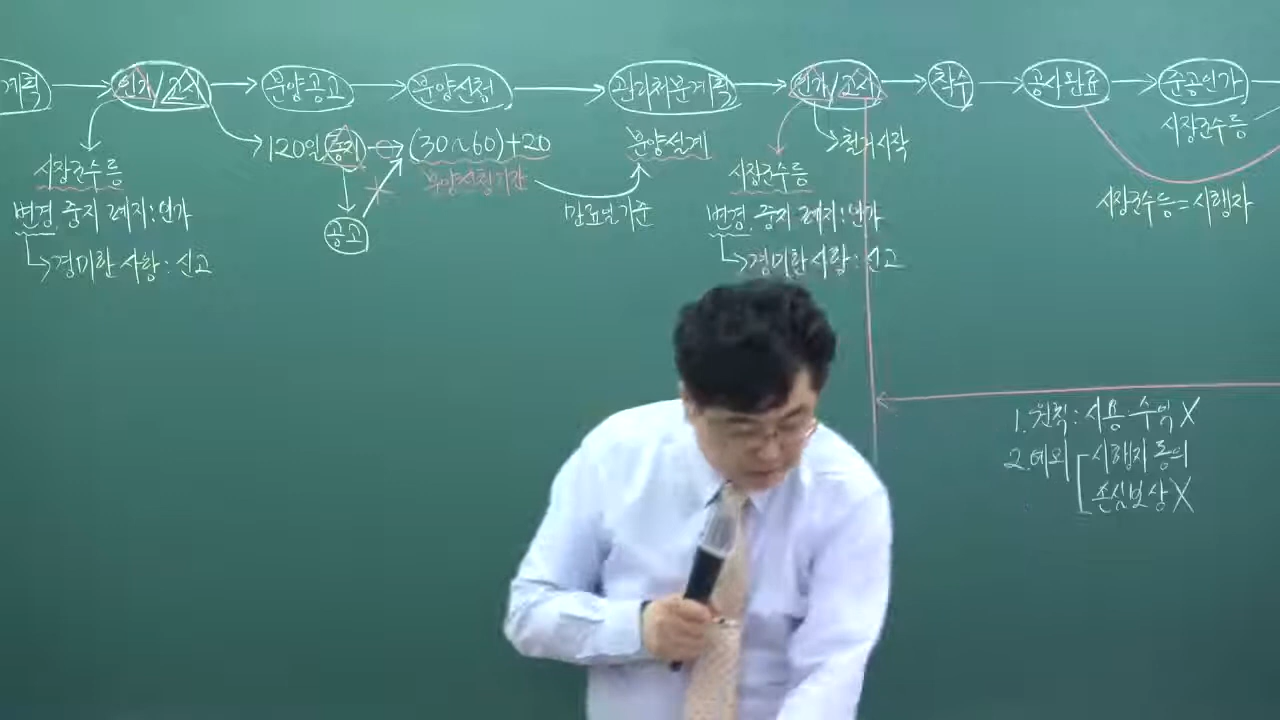 계획 → 인가/고시 → 분양공고 → 분양신청 → 관리처분계획 → 인가/고시 → 착수 → 공사완료 → 준공인가
시장군수등
변경, 중지 폐지: 인가
→ 경미한 사항: 신고
→ 120일 통지 → (30~60)+20
공고
분양신청기간
만료일 기준
분양설계
시장군수등
변경, 중지 폐지: 인가
→ 경미한 사항: 신고
→ 철거시작
시장군수등
시장군수등=시행자
1. 원칙: 사용·수익 X
2. 예외 시행자 동의
손실보상 X